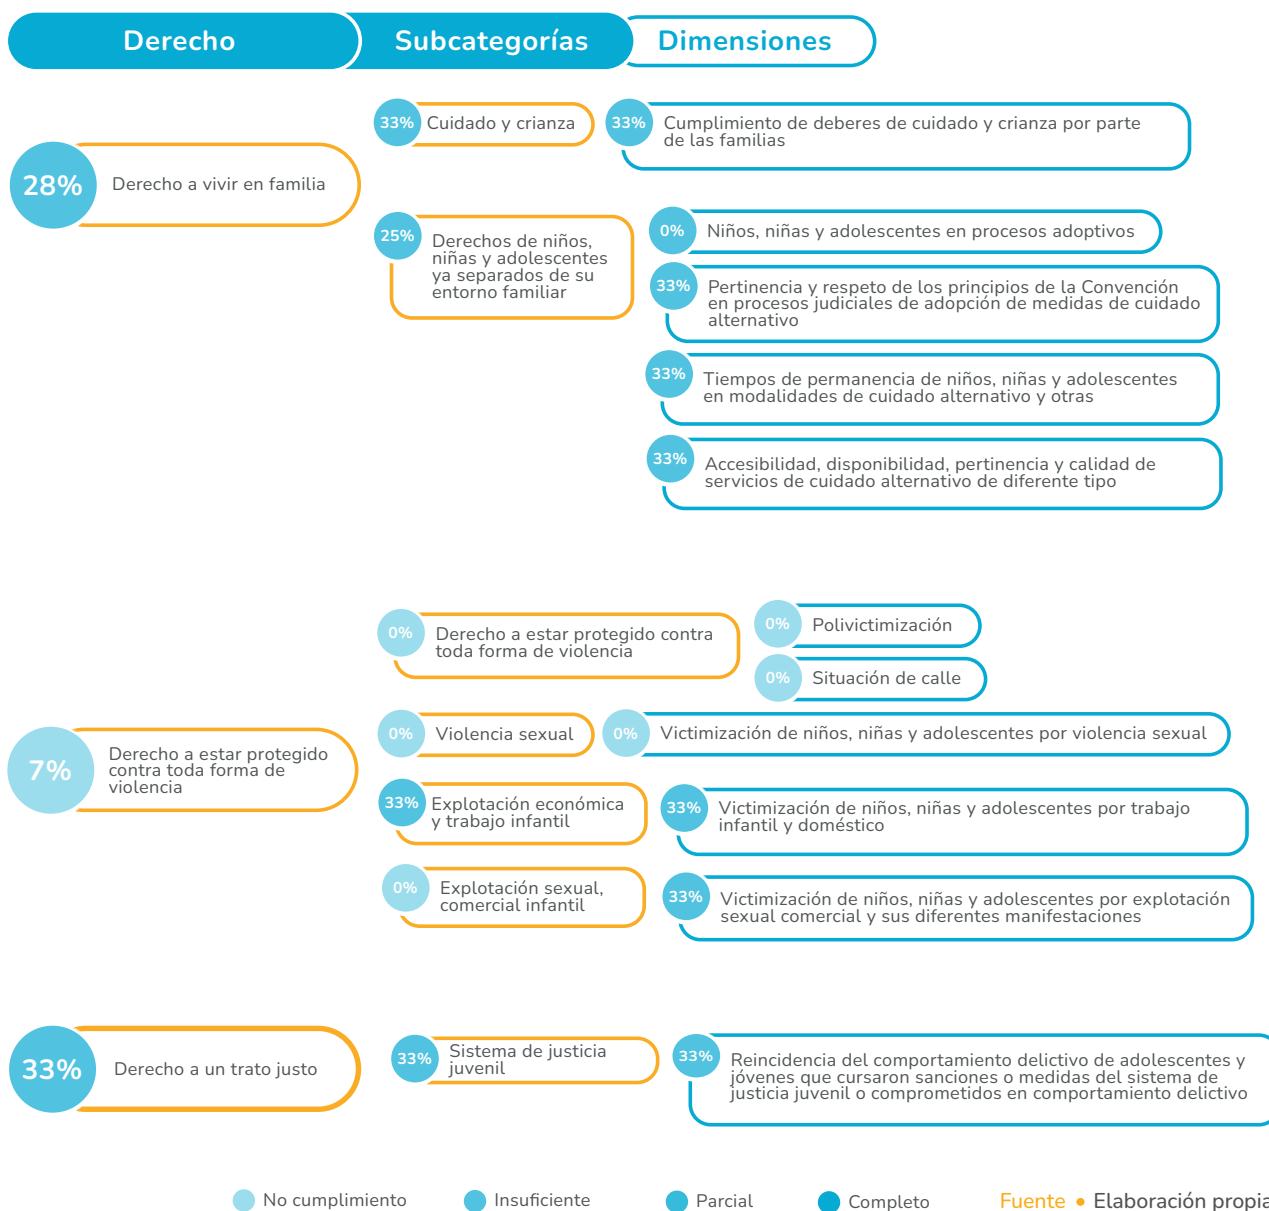 Derecho
Subcategorías
Dimensiones
28%
Derecho a vivir en familia
33%
Cuidado y crianza
33%
Cumplimiento de deberes de cuidado y crianza por parte
de las familias
25%
Derechos de niños,
niñas y adolescentes
ya separados de su
entorno familiar
0%
Niños, niñas y adolescentes en procesos adoptivos
33%
Pertinencia y respeto de los principios de la Convención
en procesos judiciales de adopción de medidas de cuidado
alternativo
33%
Tiempos de permanencia de niños, niñas y adolescentes
en modalidades de cuidado alternativo y otras
33%
Accesibilidad, disponibilidad, pertinencia y calidad de
servicios de cuidado alternativo de diferente tipo
7%
Derecho a estar protegido
contra toda forma de
violencia
0%
Derecho a estar protegido contra
toda forma de violencia
0%
Polivictimización
0%
Situación de calle
0%
Violencia sexual
0%
Victimización de niños, niñas y adolescentes por violencia sexual
33%
Explotación económica
y trabajo infantil
33%
Victimización de niños, niñas y adolescentes por trabajo
infantil y doméstico
0%
Explotación sexual,
comercial infantil
33%
Victimización de niños, niñas y adolescentes por explotación
sexual comercial y sus diferentes manifestaciones
33%
Derecho a un trato justo
33%
Sistema de justicia
juvenil
33%
Reincidencia del comportamiento delictivo de adolescentes y
jóvenes que cursaron sanciones o medidas del sistema de
justicia juvenil o comprometidos en comportamiento delictivo
No cumplimiento
Insuficiente
Parcial
Completo
Fuente • Elaboración propia